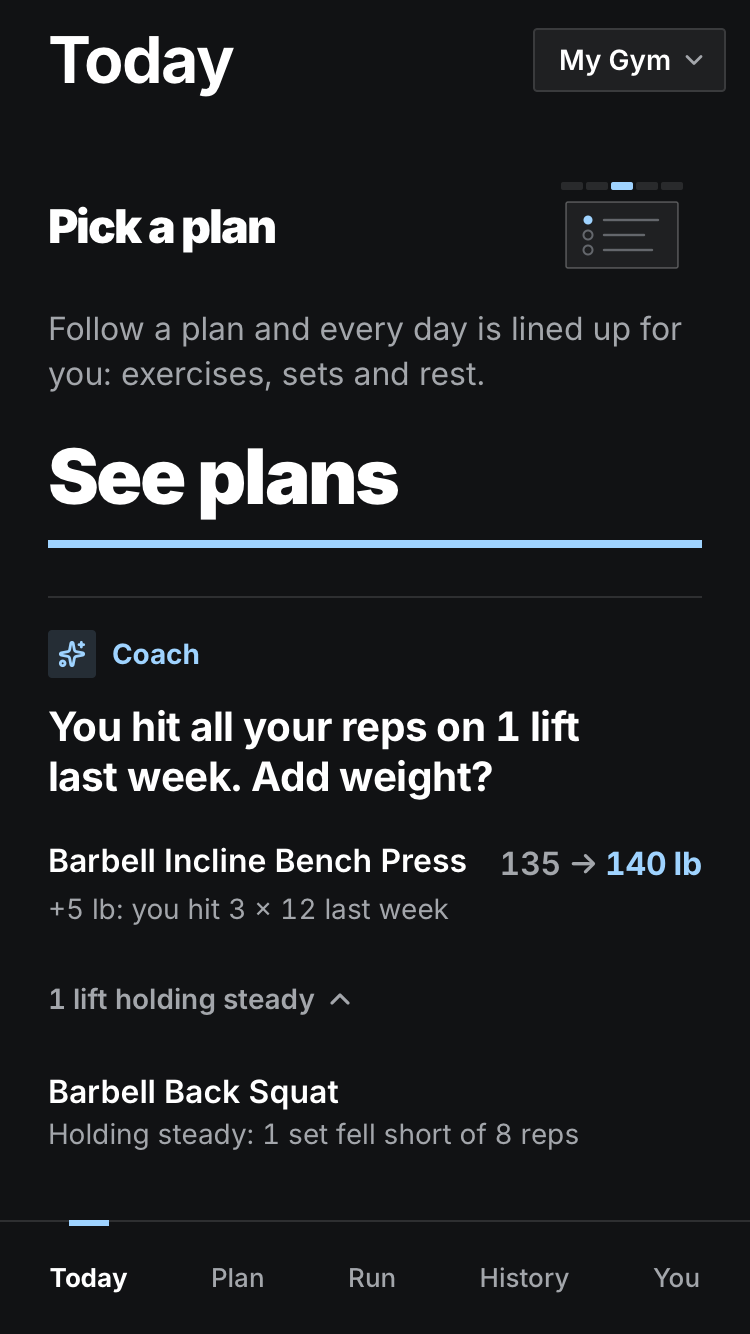 Today
My Gym
Pick a plan
Follow a plan and every day is lined up for
you: exercises, sets and rest.
See plans
Coach
You hit all your reps on 1 lift
last week. Add weight?
Barbell Incline Bench Press 135 → 140 lb
+5 lb: you hit 3 × 12 last week
1 lift holding steady
Barbell Back Squat
Holding steady: 1 set fell short of 8 reps
Today Plan Run History You